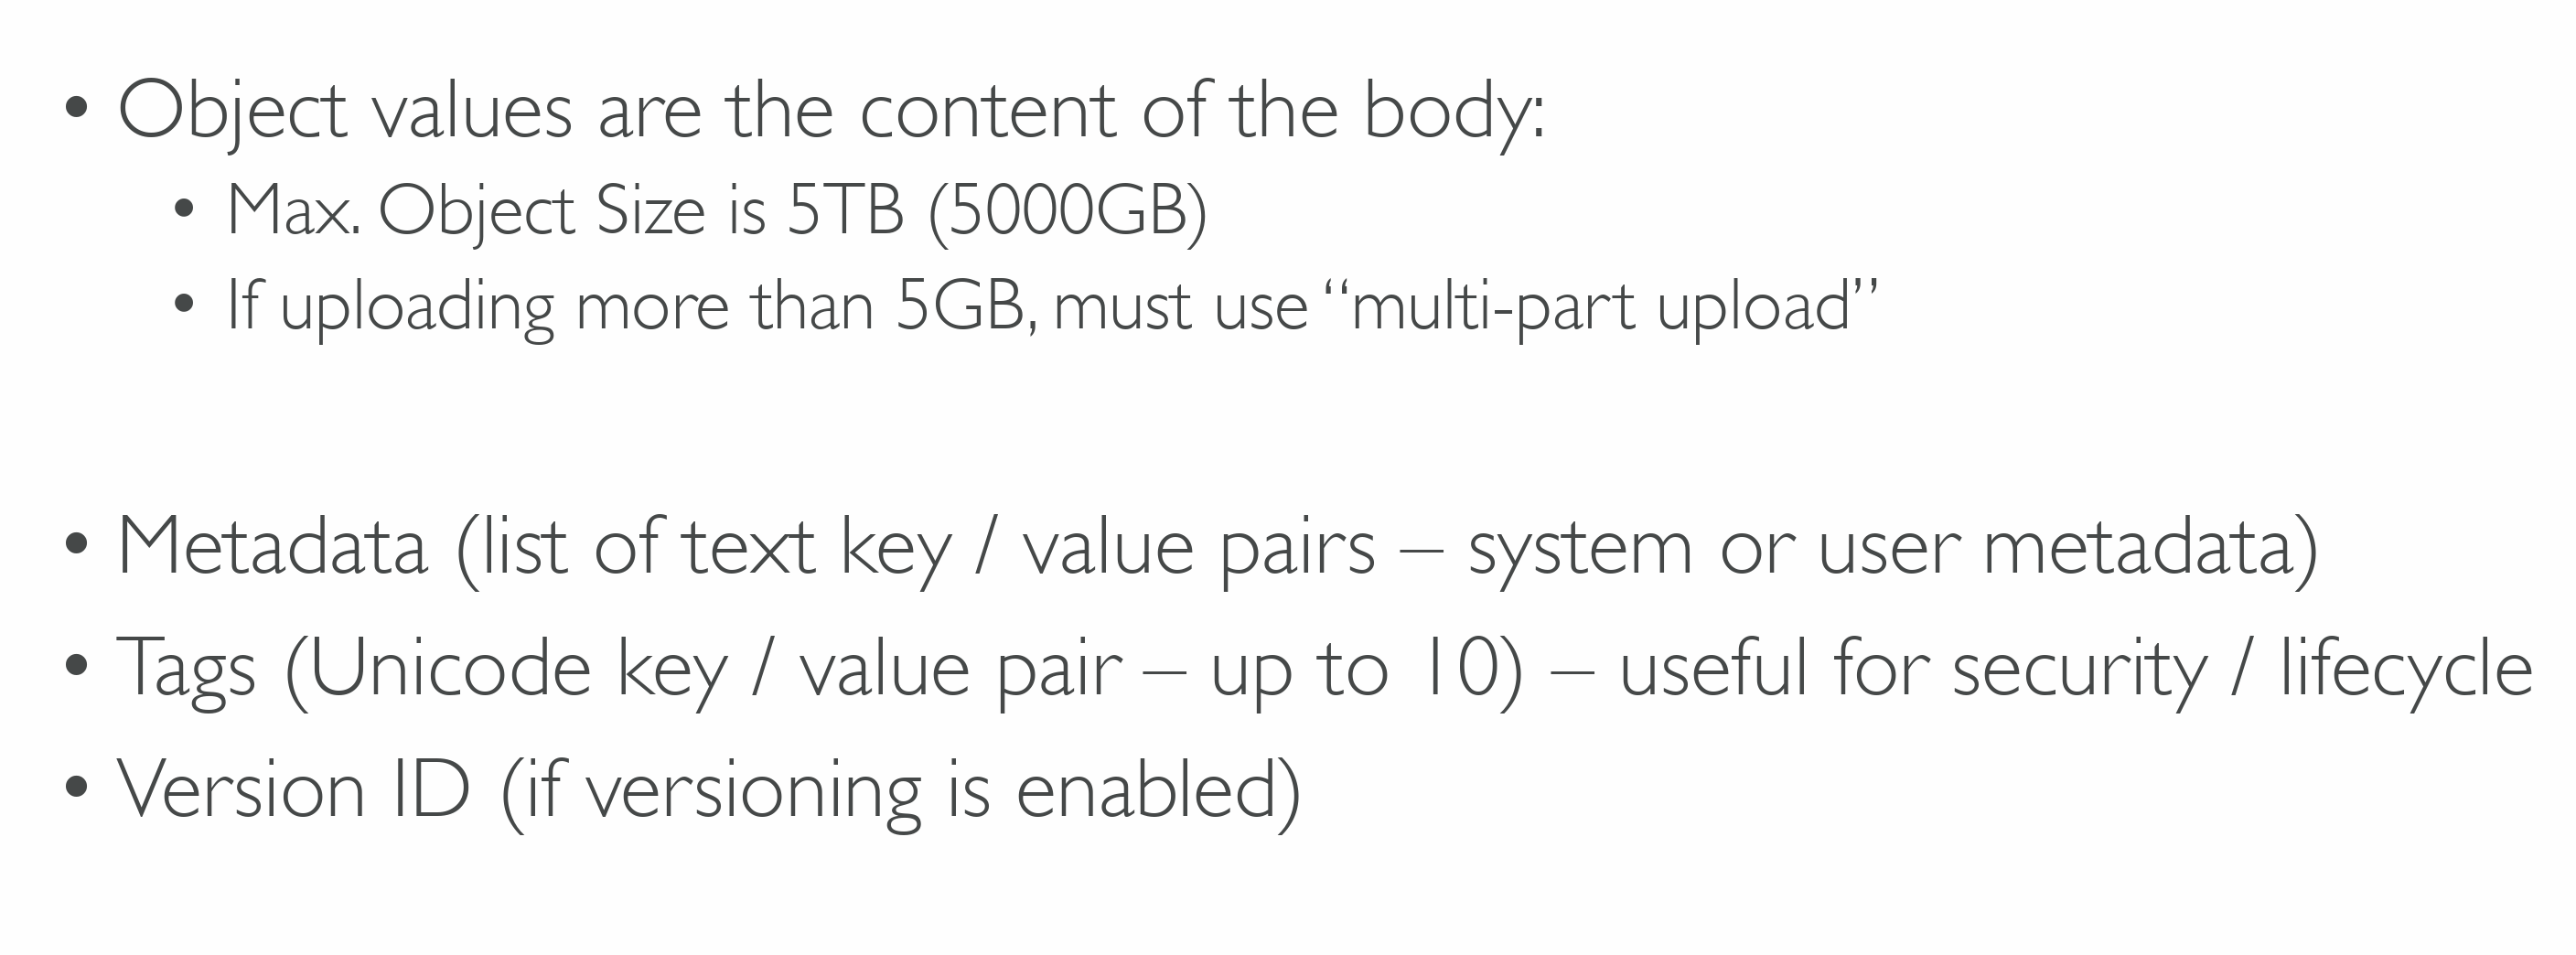 • Object values are the content of the body:
• Max. Object Size is 5TB (5000GB)
• If uploading more than 5GB, must use “multi-part upload”
• Metadata (list of text key / value pairs – system or user metadata)
• Tags (Unicode key / value pair – up to 10) – useful for security / lifecycle
• Version ID (if versioning is enabled)